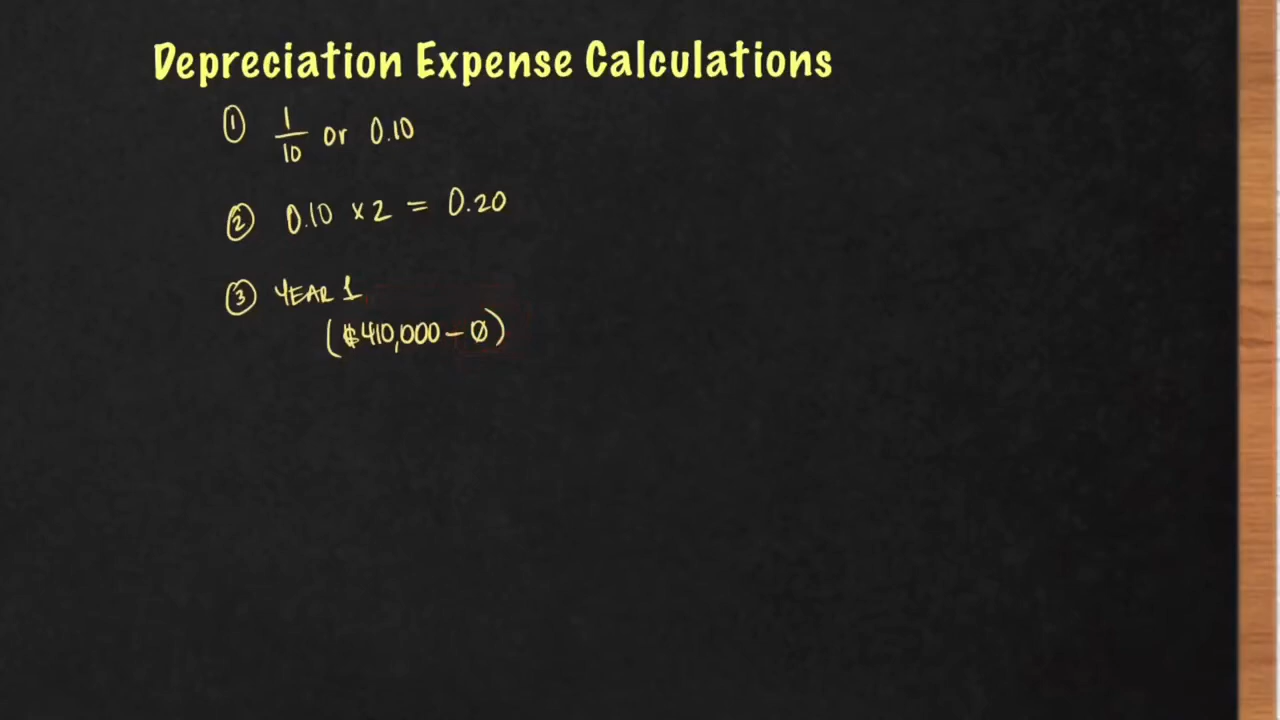 Depreciation Expense Calculations
① 1/10 or 0.10
② 0.10 x 2 = 0.20
③ YEAR 1
($410,000 - Ø)